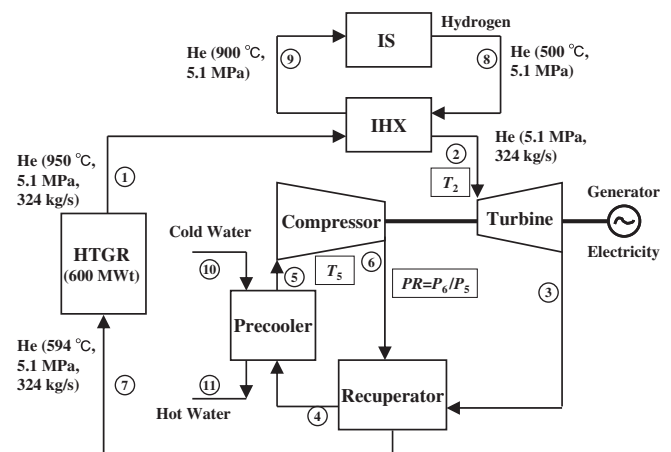 Hydrogen
He (900 ℃,
5.1 MPa)
⑨
IS
⑧
He (500 ℃,
5.1 MPa)
IHX
He (950 ℃,
5.1 MPa,
324 kg/s)
①
②
He (5.1 MPa,
324 kg/s)
T2
HTGR
(600 MWt)
Cold Water
⑩
Compressor
Turbine
Generator
Electricity
⑤
T5
⑥
PR=P6/P5
③
Precooler
He (594 ℃,
5.1 MPa,
324 kg/s)
⑦
⑪
Hot Water
④
Recuperator